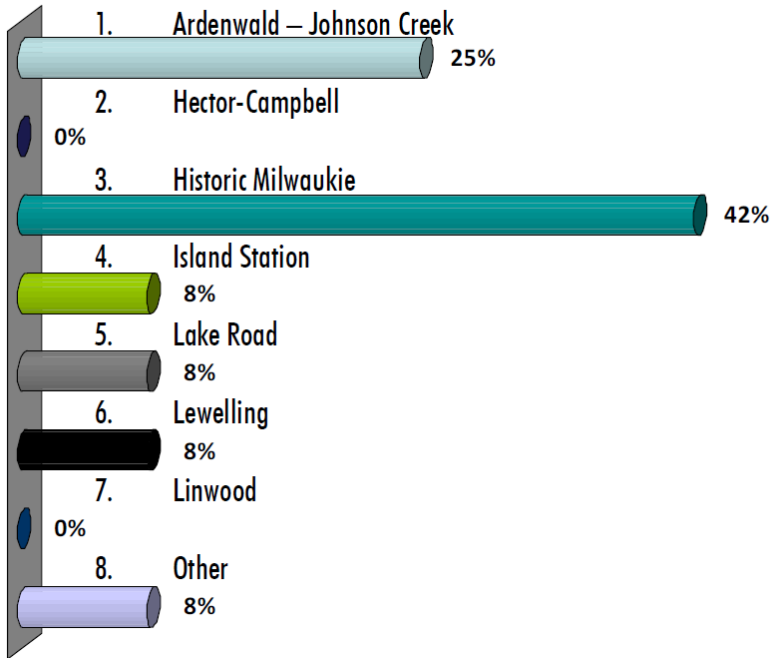 1. Ardenwald – Johnson Creek
25%
2. Hector-Campbell
0%
3. Historic Milwaukie
42%
4. Island Station
8%
5. Lake Road
8%
6. Lewelling
8%
7. Linwood
0%
8. Other
8%